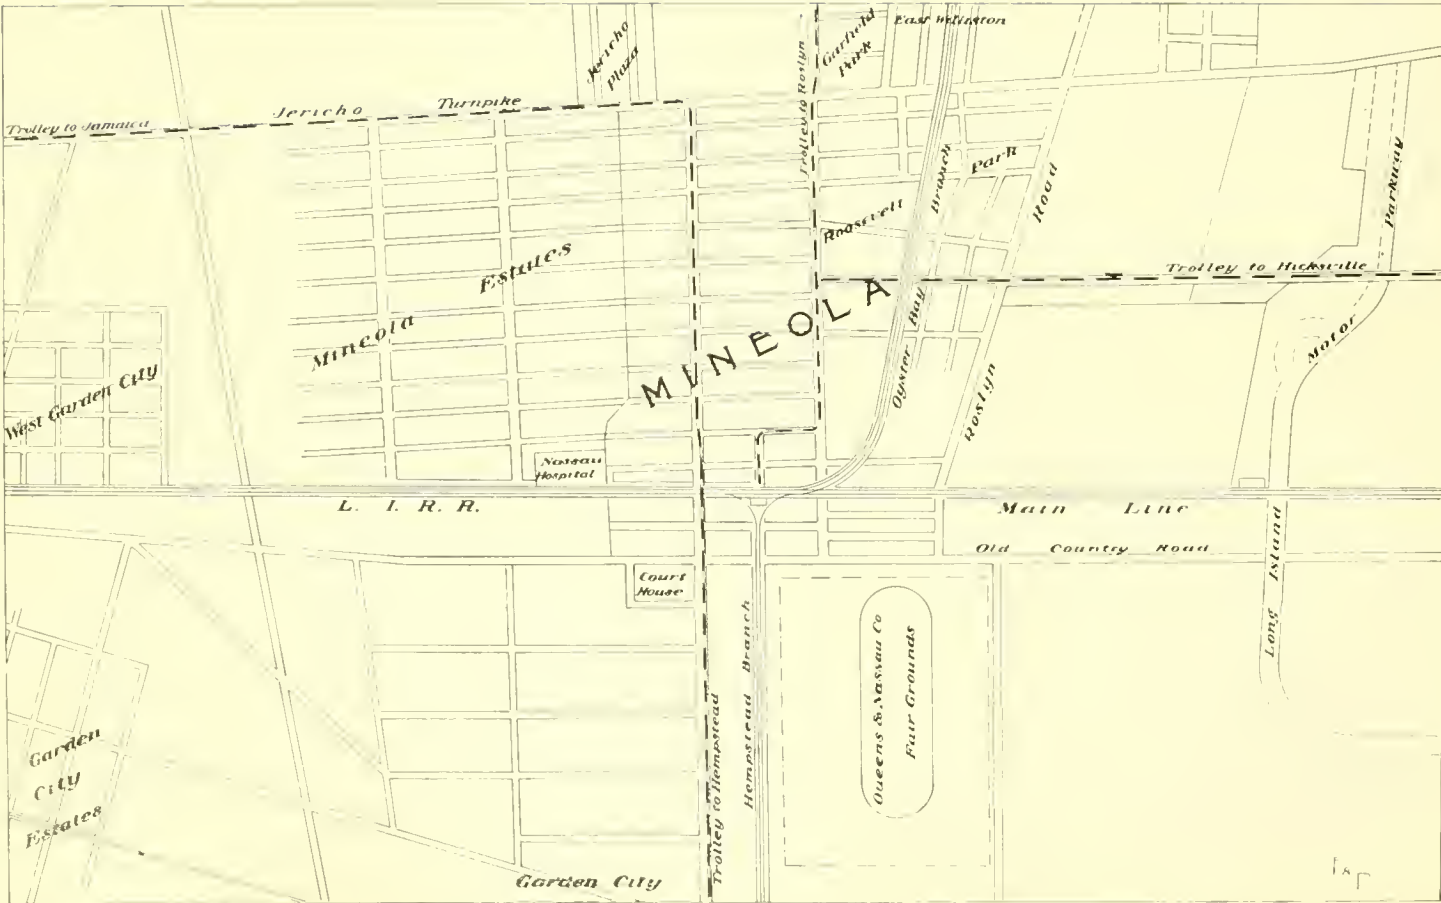 Jericho
Plaza
Trolley to Roslyn
Garfield
Park
East Williston
Trolley to Jamaica
Jericho Turnpike
Mineola Estates
Roosevelt Park
Oyster Bay Branch
Roslyn Road
Motor Parkway
Trolley to Hicksville
MINEOLA
West Garden City
Nassau
Hospital
L. I. R. R.
Main Line
Old Country Road
Court
House
Long Island
Garden
City
Estates
Trolley to Hempstead
Hempstead Branch
Queens & Nassau Co
Fair Grounds
Garden City